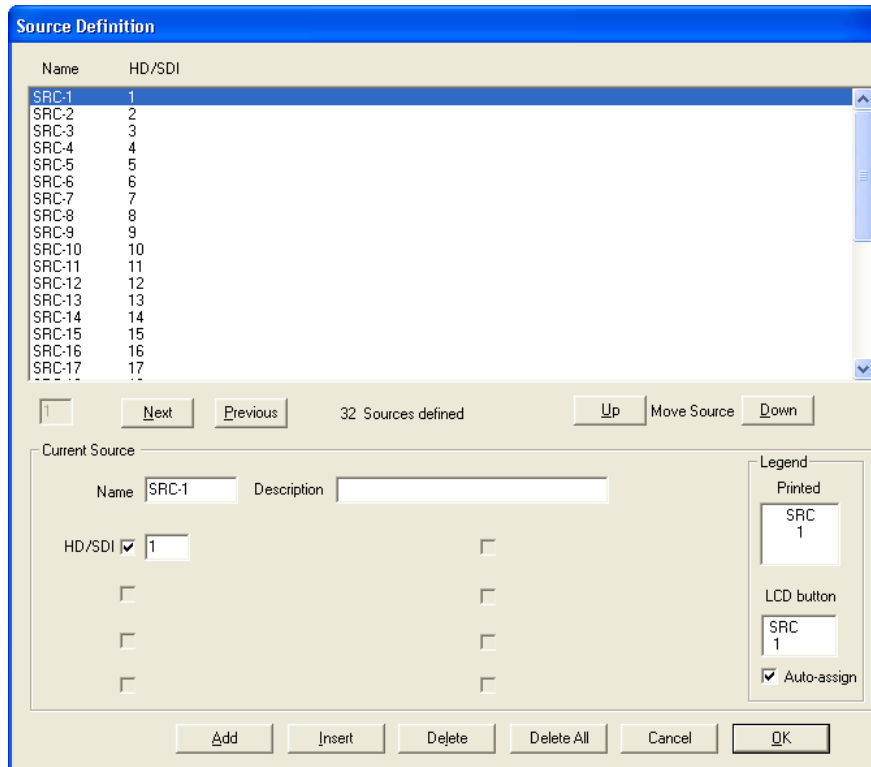 Source Definition
Name HD/SDI
SRC-1 1
SRC-2 2
SRC-3 3
SRC-4 4
SRC-5 5
SRC-6 6
SRC-7 7
SRC-8 8
SRC-9 9
SRC-10 10
SRC-11 11
SRC-12 12
SRC-13 13
SRC-14 14
SRC-15 15
SRC-16 16
SRC-17 17
1 Next Previous 32 Sources defined Up Move Source Down
Current Source
Name SRC-1 Description
HD/SDI 1
Legend
Printed
SRC
1
LCD button
SRC
1
Auto-assign
Add Insert Delete Delete All Cancel OK